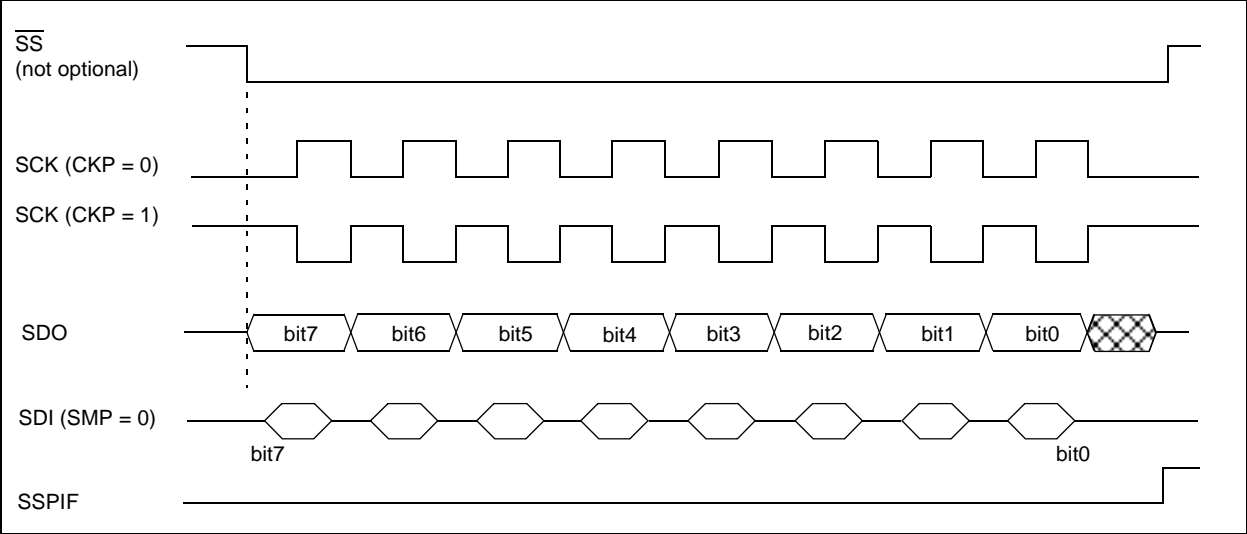 SS
(not optional)
SCK (CKP = 0)
SCK (CKP = 1)
SDO
bit7 bit6 bit5 bit4 bit3 bit2 bit1 bit0
SDI (SMP = 0)
bit7 bit0
SSPIF